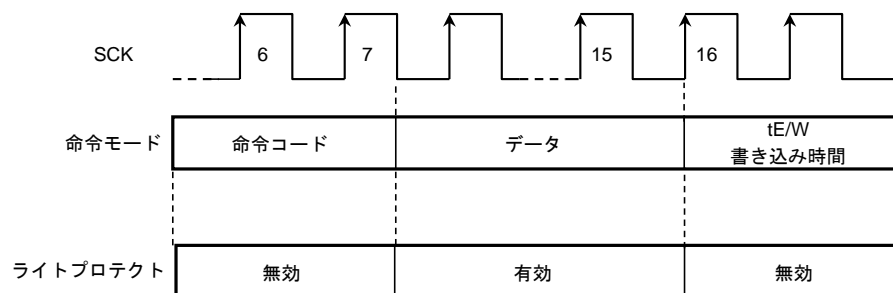 SCK
6
7
15
16
命令モード
命令コード
データ
tE/W
書き込み時間
ライトプロテクト
無効
有効
無効